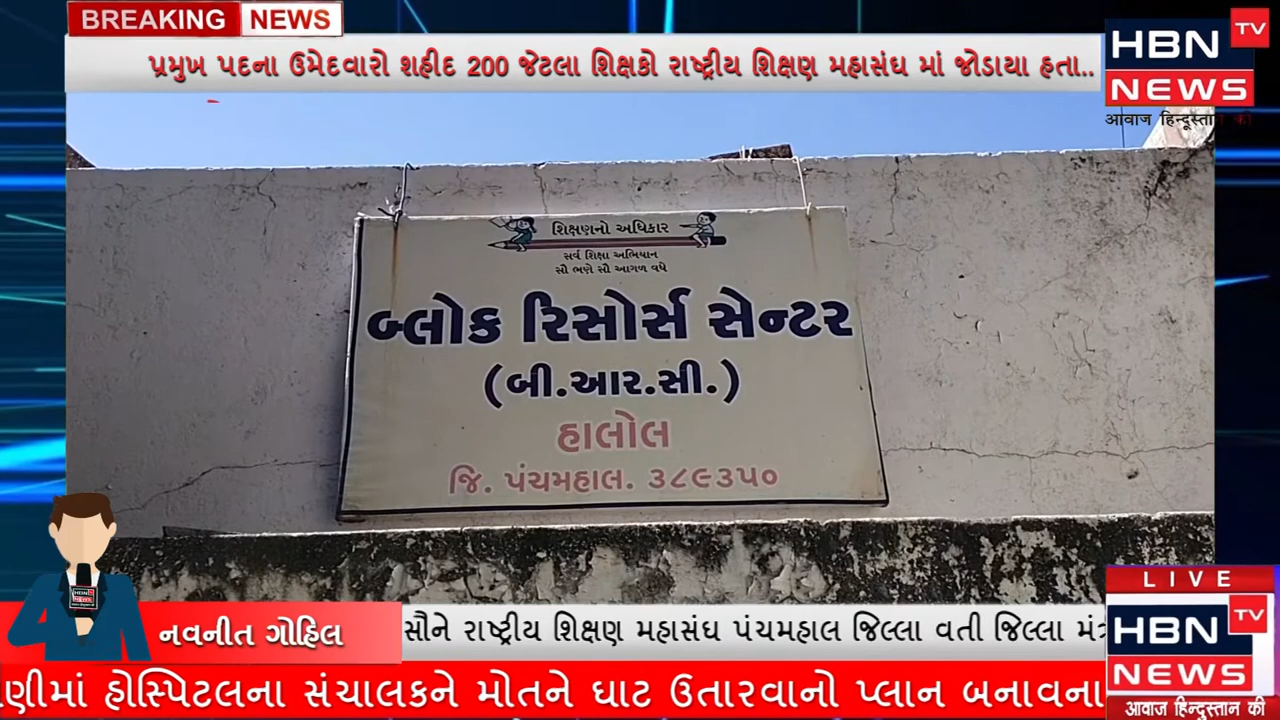 BREAKING NEWS
પ્રમુખ પદના ઉમેદવારો શહીદ 200 જેટલા શિક્ષકો રાષ્ટ્રીય શિક્ષણ મહાસંઘ માં જોડાયા હતા..
HBN TV
NEWS
आवाज हिन्दूस्तान की
શિક્ષણનો અધિકાર
સર્વ શિક્ષા અભિયાન
સૌ ભણે સૌ આગળ વધે
બ્લોક રિસોર્સ સેન્ટર
(બી.આર.સી.)
હાલોલ
જિ. પંચમહાલ. ૩૮૯૩૫૦
LIVE
HBN TV
NEWS
आवाज हिन्दुस्तान की
નવનીત ગોહિલ
સૌને રાષ્ટ્રીય શિક્ષણ મહાસંઘ પંચમહાલ જિલ્લા વતી જિલ્લા
ણીમાં હોસ્પિટલના સંચાલકને મોતને ઘાટ ઉતારવાનો પ્લાન બનાવના